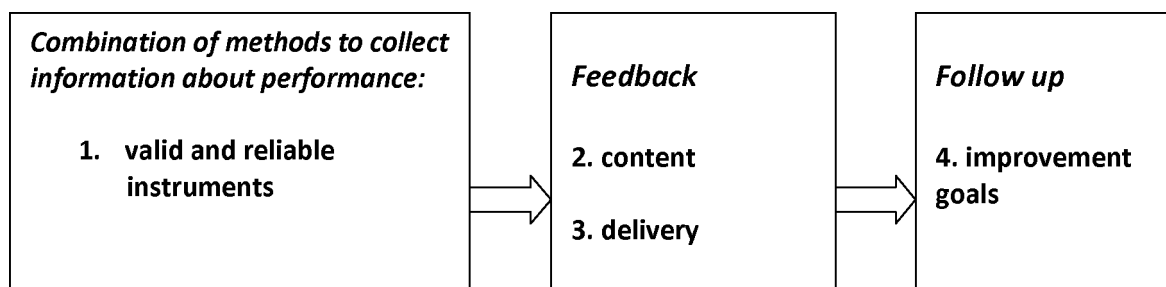 Combination of methods to collect
information about performance:
1. valid and reliable
instruments
Feedback
2. content
3. delivery
Follow up
4. improvement
goals